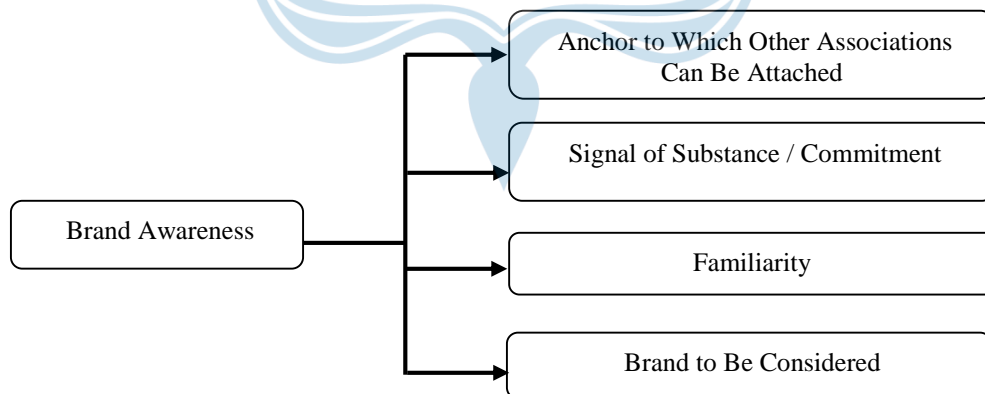 Anchor to Which Other Associations
Can Be Attached
Signal of Substance / Commitment
Brand Awareness
Familiarity
Brand to Be Considered